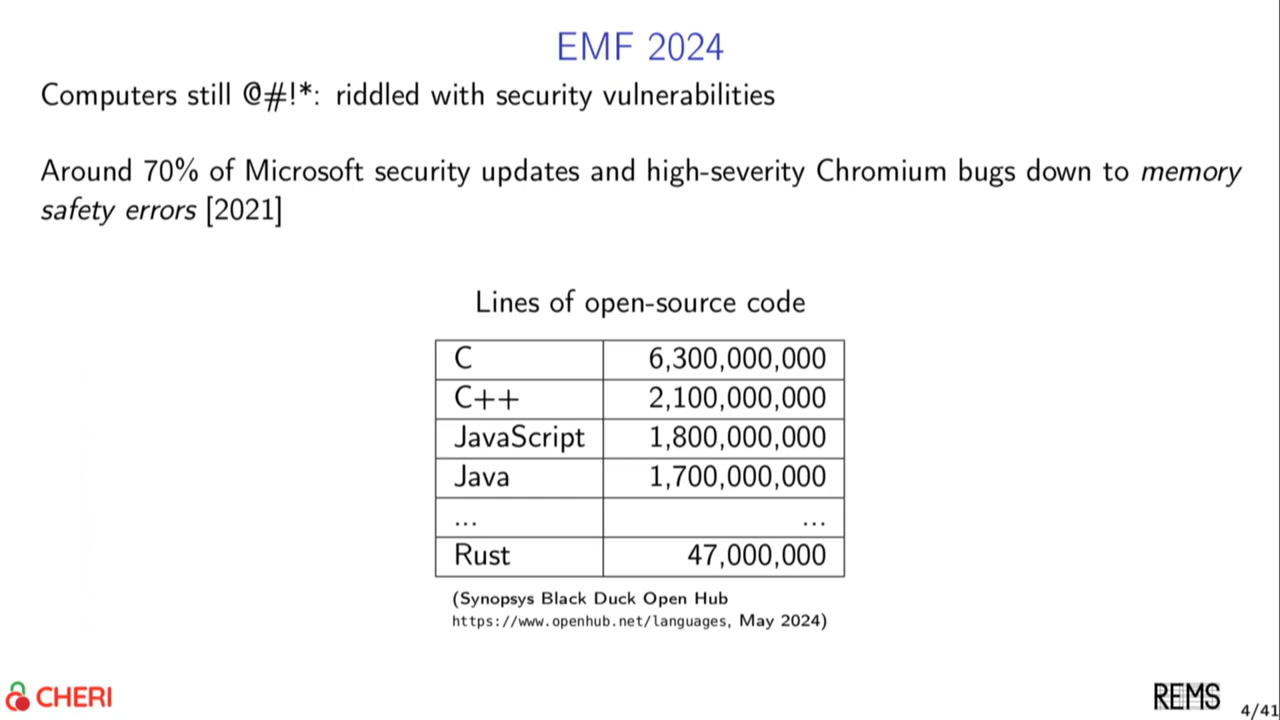 EMF 2024
Computers still @#!*: riddled with security vulnerabilities
Around 70% of Microsoft security updates and high-severity Chromium bugs down to memory
safety errors [2021]
Lines of open-source code
C 6,300,000,000
C++ 2,100,000,000
JavaScript 1,800,000,000
Java 1,700,000,000
... ...
Rust 47,000,000
(Synopsys Black Duck Open Hub
https://www.openhub.net/languages, May 2024)
CHERI
REMS
4/41